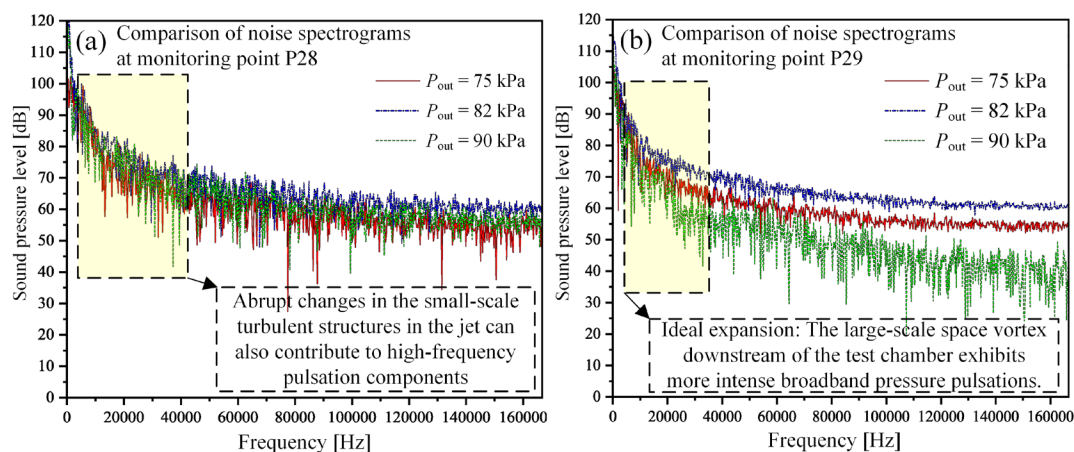 (a) Comparison of noise spectrograms
at monitoring point P28
P_out = 75 kPa
P_out = 82 kPa
P_out = 90 kPa
Sound pressure level [dB]
120
110
100
90
80
70
60
50
40
30
20
10
0
Abrupt changes in the small-scale
turbulent structures in the jet can
also contribute to high-frequency
pulsation components
0 20000 40000 60000 80000 100000 120000 140000 160000
Frequency [Hz]
(b) Comparison of noise spectrograms
at monitoring point P29
P_out = 75 kPa
P_out = 82 kPa
P_out = 90 kPa
Sound pressure level [dB]
120
110
100
90
80
70
60
50
40
30
20
10
0
Ideal expansion: The large-scale space vortex
downstream of the test chamber exhibits
more intense broadband pressure pulsations.
0 20000 40000 60000 80000 100000 120000 140000 160000
Frequency [Hz]